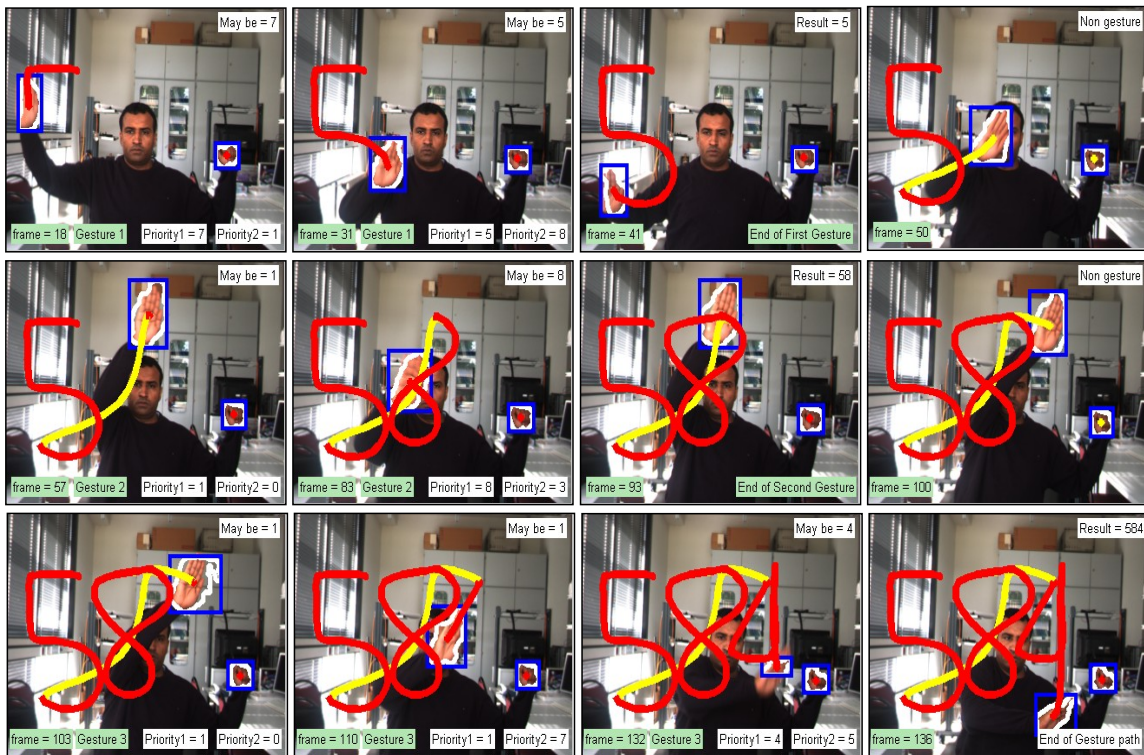 May be = 7
frame = 18 Gesture 1 Priority1 = 7 Priority2 = 1
May be = 5
frame = 31 Gesture 1 Priority1 = 5 Priority2 = 8
Result = 5
frame = 41 End of First Gesture
Non gesture
frame = 50
May be = 1
frame = 57 Gesture 2 Priority1 = 1 Priority2 = 0
May be = 8
frame = 83 Gesture 2 Priority1 = 8 Priority2 = 3
Result = 58
frame = 93 End of Second Gesture
Non gesture
frame = 100
May be = 1
frame = 103 Gesture 3 Priority1 = 1 Priority2 = 0
May be = 1
frame = 110 Gesture 3 Priority1 = 1 Priority2 = 7
May be = 4
frame = 132 Gesture 3 Priority1 = 4 Priority2 = 5
Result = 584
frame = 136 End of Gesture path